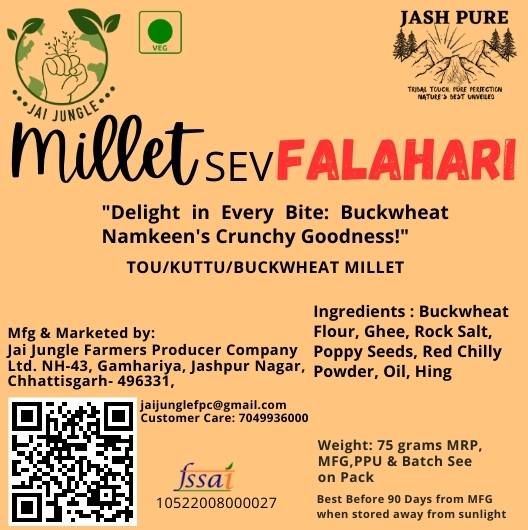 JAI JUNGLE
VEG
JASH PURE
TRIBAL TOUCH, PURE PERFECTION
NATURE'S BEST UNVEILED
Millet SEV FALAHARI
"Delight in Every Bite: Buckwheat
Namkeen's Crunchy Goodness!"
TOU/KUTTU/BUCKWHEAT MILLET
Ingredients : Buckwheat
Flour, Ghee, Rock Salt,
Poppy Seeds, Red Chilly
Powder, Oil, Hing
Mfg & Marketed by:
Jai Jungle Farmers Producer Company
Ltd. NH-43, Gamhariya, Jashpur Nagar,
Chhattisgarh- 496331,
jaijunglefpc@gmail.com
Customer Care: 7049936000
fssai
10522008000027
Weight: 75 grams MRP,
MFG,PPU & Batch See
on Pack
Best Before 90 Days from MFG
when stored away from sunlight